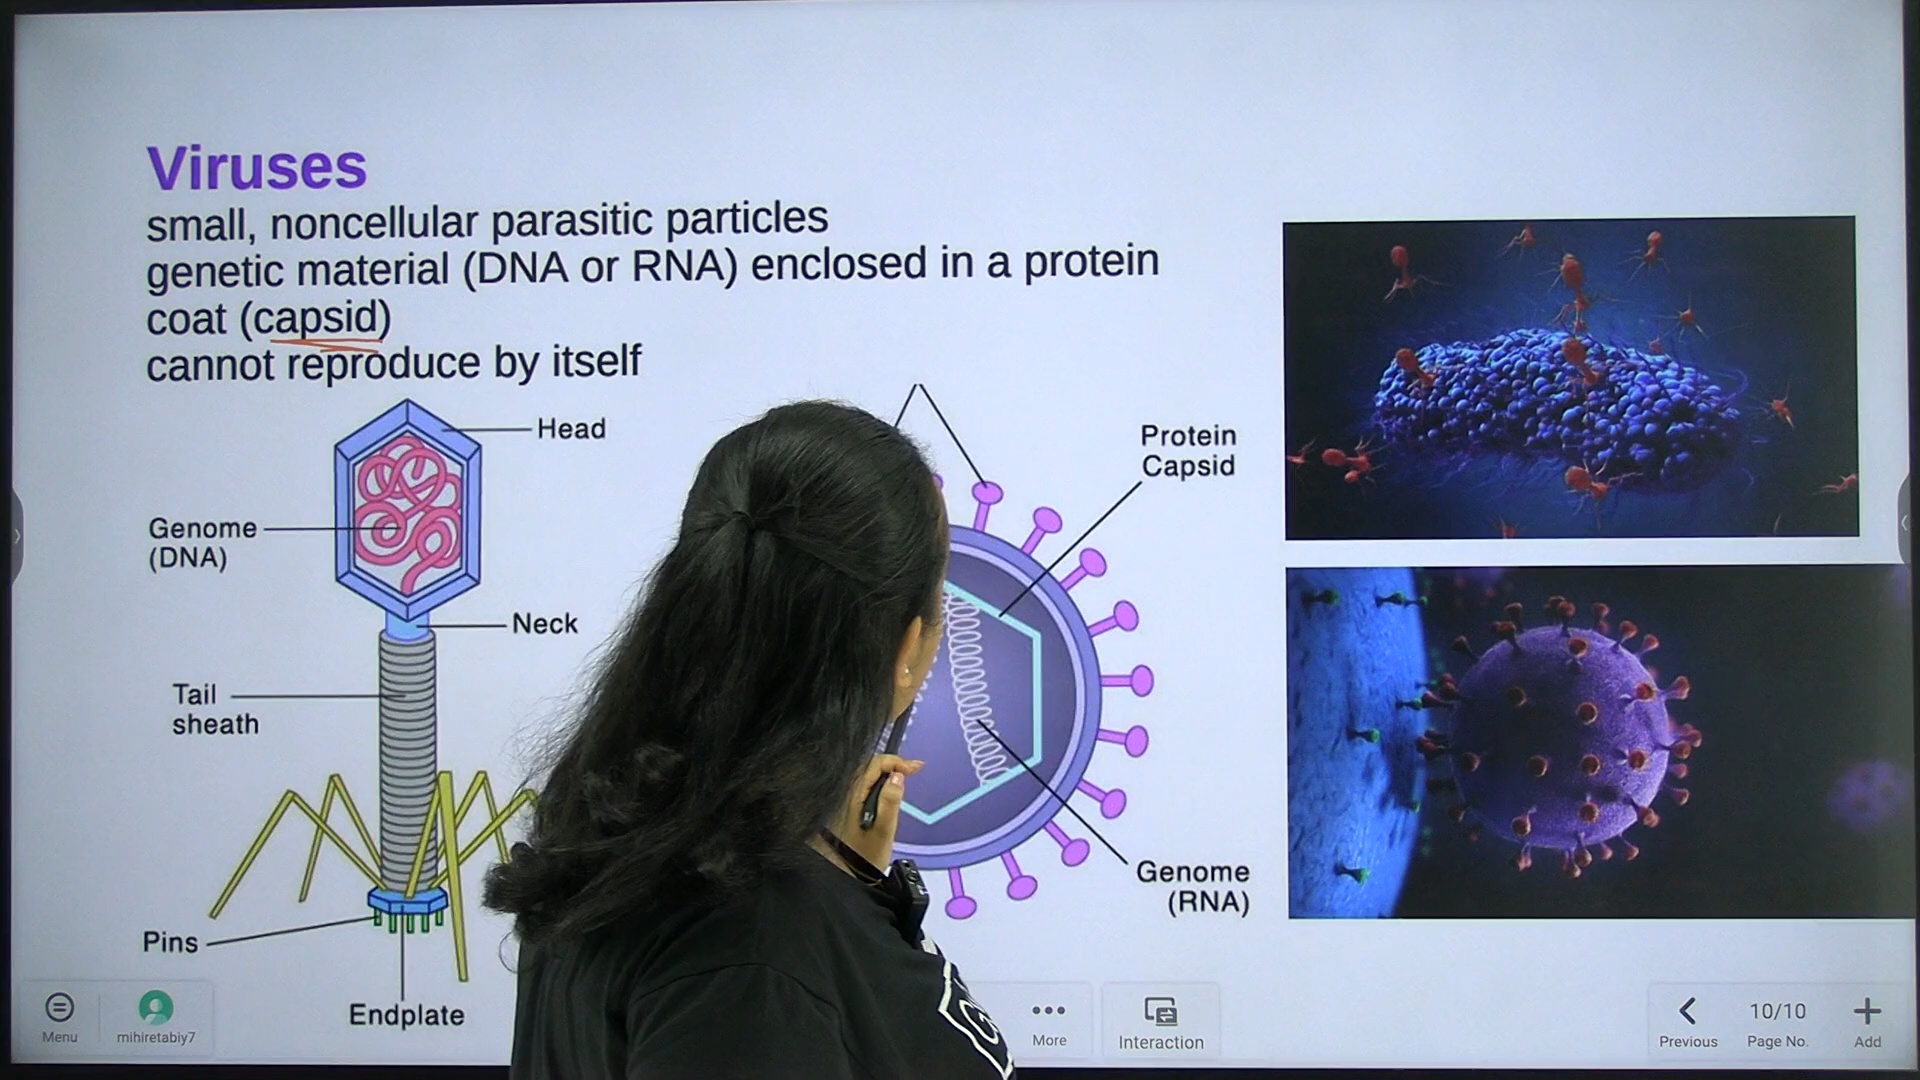 Viruses
small, noncellular parasitic particles
genetic material (DNA or RNA) enclosed in a protein
coat (capsid)
cannot reproduce by itself
Head
Genome
(DNA)
Neck
Tail
sheath
Pins
Endplate
Protein
Capsid
Genome
(RNA)
Menu
mihiretabiy7
More
Interaction
Previous
10/10
Page No.
Add